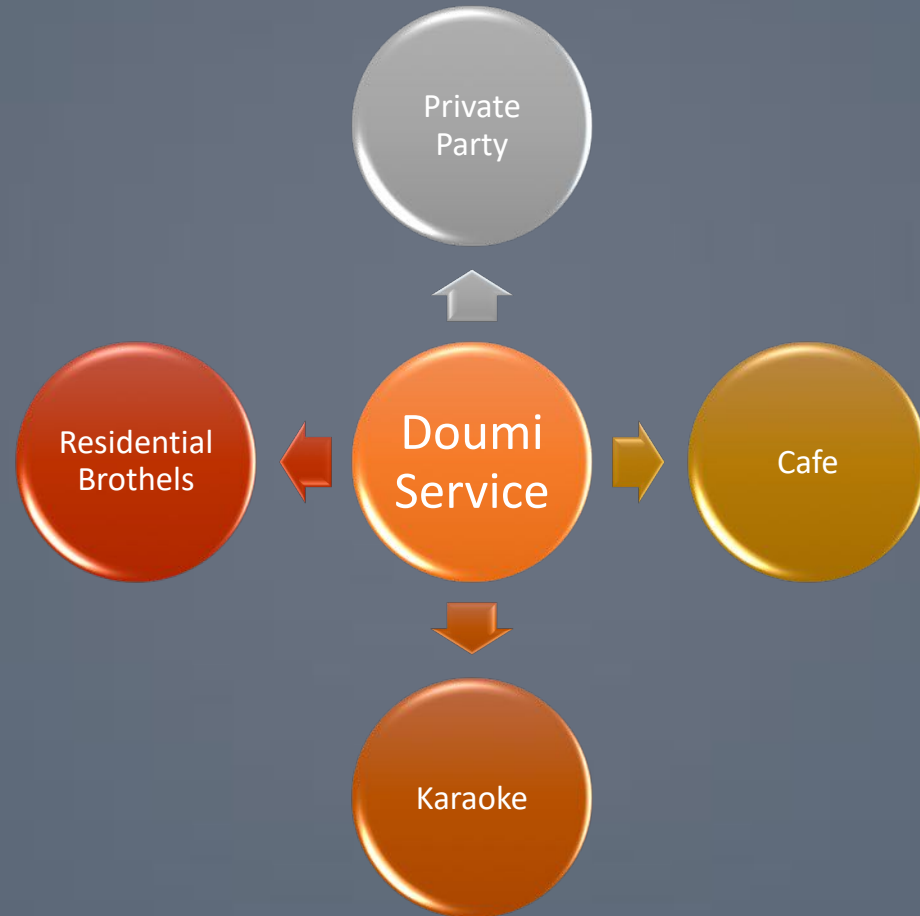 Private
Party
Residential
Brothels
Doumi
Service
Cafe
Karaoke